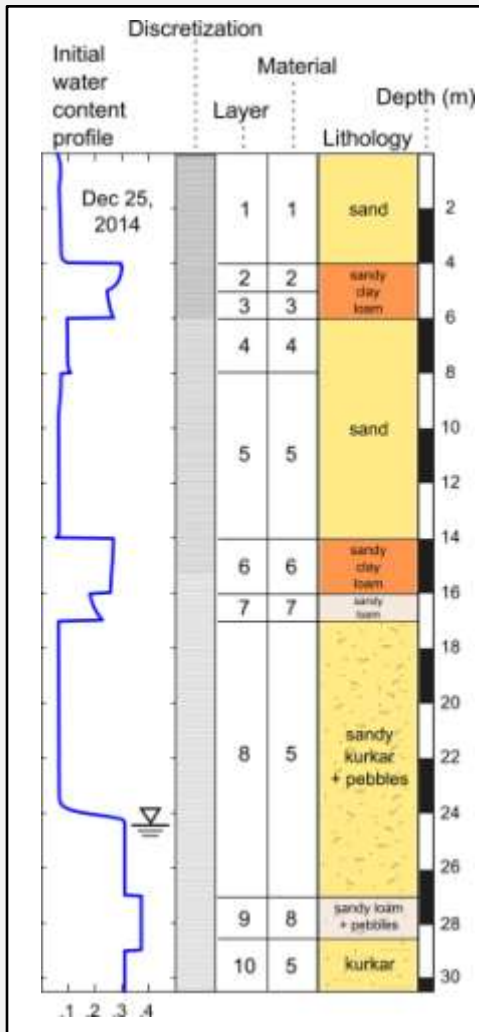 Discretization
Initial
water
content
profile
Material
Layer
Depth (m)
Lithology
Dec 25,
2014
1 1 sand
2
4
2 2 sandy
clay
loam
3 3
6
4 4
8
sand
10
5 5
12
14
6 6 sandy
clay
loam
16
7 7 sandy
loam
18
20
8 5 sandy
kurkar
+ pebbles
22
24
26
9 8 sandy loam
+ pebbles
28
10 5 kurkar
30
.1 .2 .3 .4